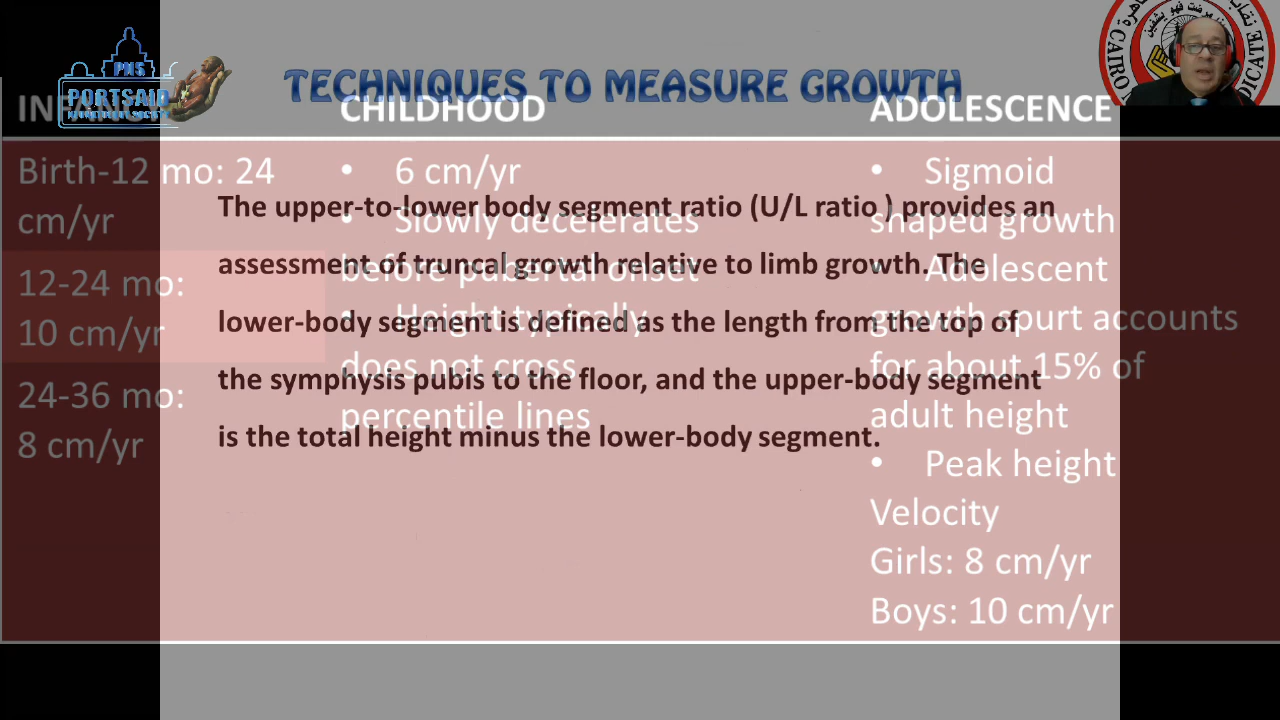 PNS
PORTSAID
TECHNIQUES TO MEASURE GROWTH
The upper-to-lower body segment ratio (U/L ratio ) provides an
assessment of truncal growth relative to limb growth. The
lower-body segment is defined as the length from the top of
the symphysis pubis to the floor, and the upper-body segment
is the total height minus the lower-body segment.
CHILDHOOD
ADOLESCENCE
Birth-12 mo: 24
cm/yr
12-24 mo:
10 cm/yr
24-36 mo:
8 cm/yr
• 6 cm/yr
• Slowly decelerates
before pubertal onset
• Height typically
does not cross
percentile lines
• Sigmoid
shaped growth
• Adolescent
growth spurt accounts
for about 15% of
adult height
• Peak height
Velocity
Girls: 8 cm/yr
Boys: 10 cm/yr